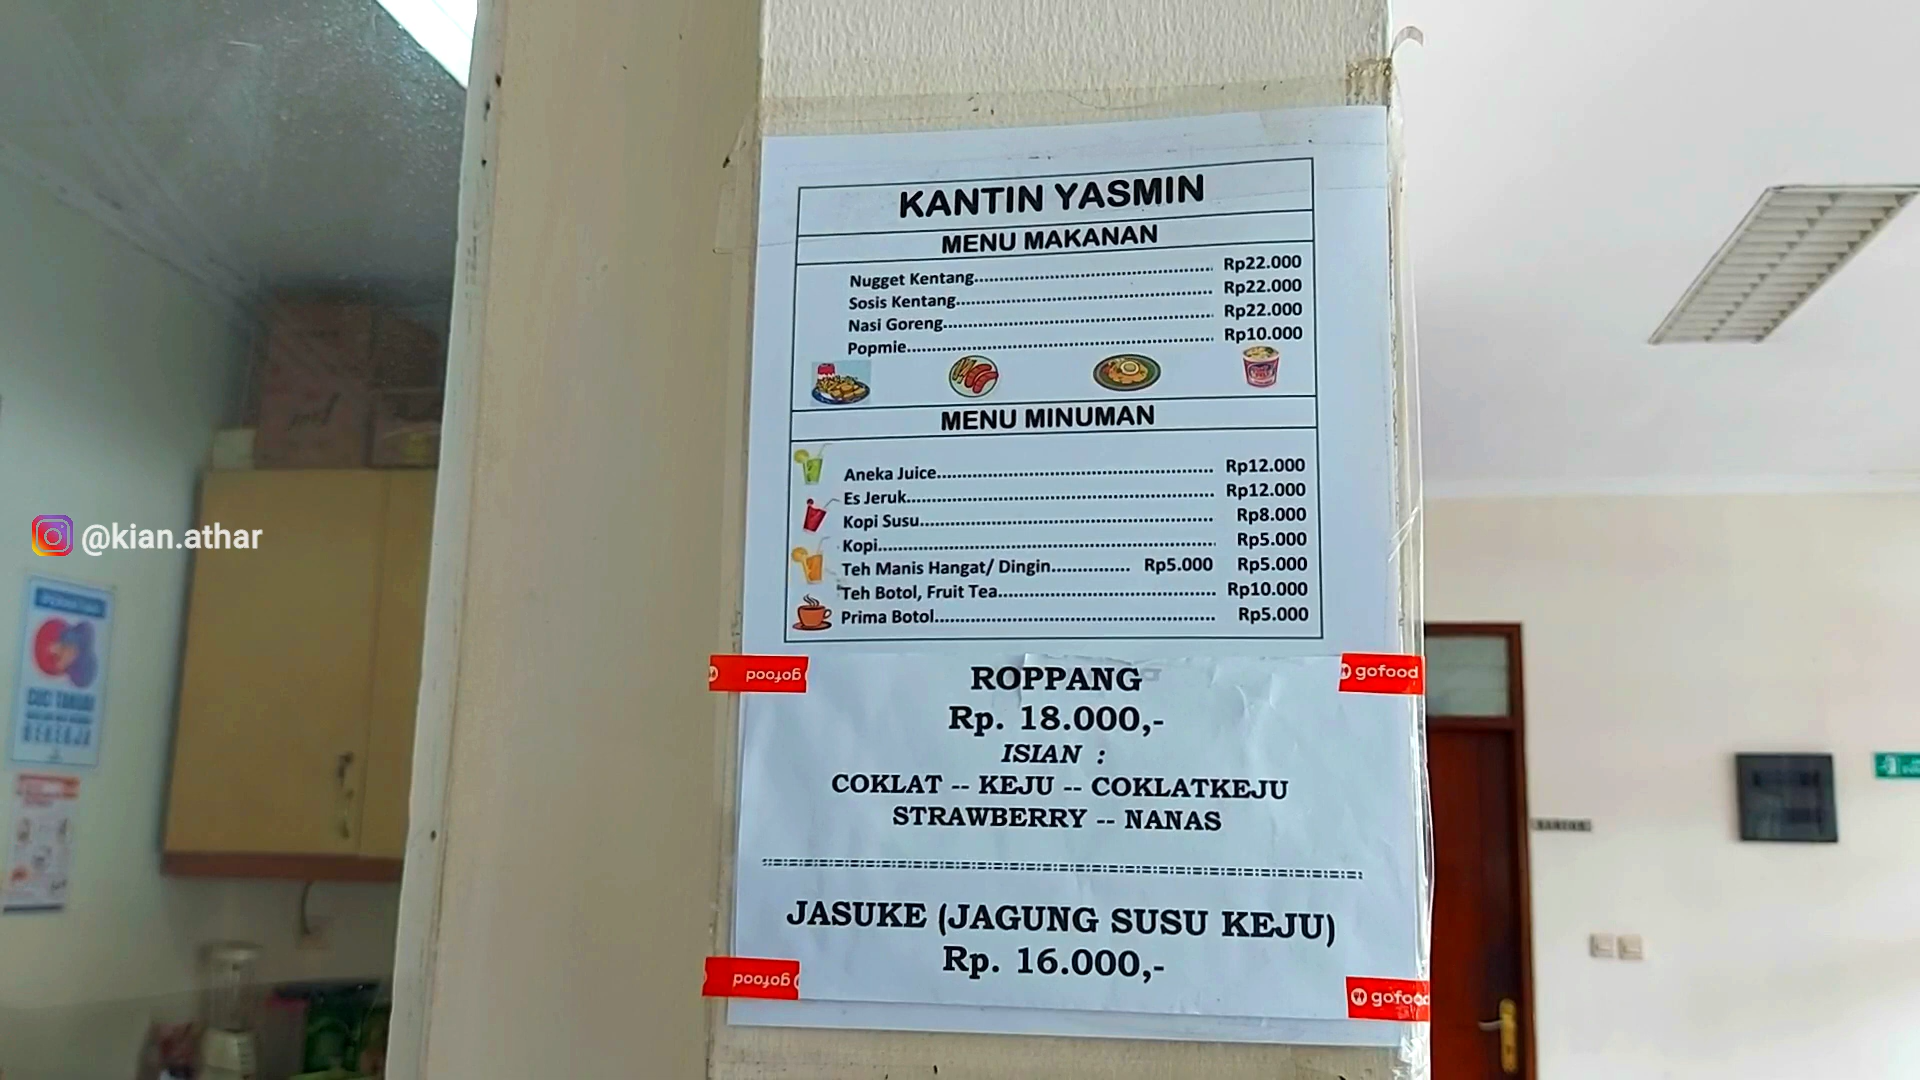 @kian.athar
KANTIN YASMIN
MENU MAKANAN
Nugget Kentang............ Rp22.000
Sosis Kentang............ Rp22.000
Nasi Goreng............ Rp22.000
Popmie............ Rp10.000
MENU MINUMAN
Aneka Juice............ Rp12.000
Es Jeruk............ Rp12.000
Kopi Susu............ Rp8.000
Kopi............ Rp5.000
Teh Manis Hangat/ Dingin............ Rp5.000 Rp5.000
Teh Botol, Fruit Tea............ Rp10.000
Prima Botol............ Rp5.000
gofood gofood
ROPPANG
Rp. 18.000,-
ISIAN :
COKLAT -- KEJU -- COKLATKEJU
STRAWBERRY -- NANAS
JASUKE (JAGUNG SUSU KEJU)
Rp. 16.000,-
gofood gofood
CUCI TANGAN